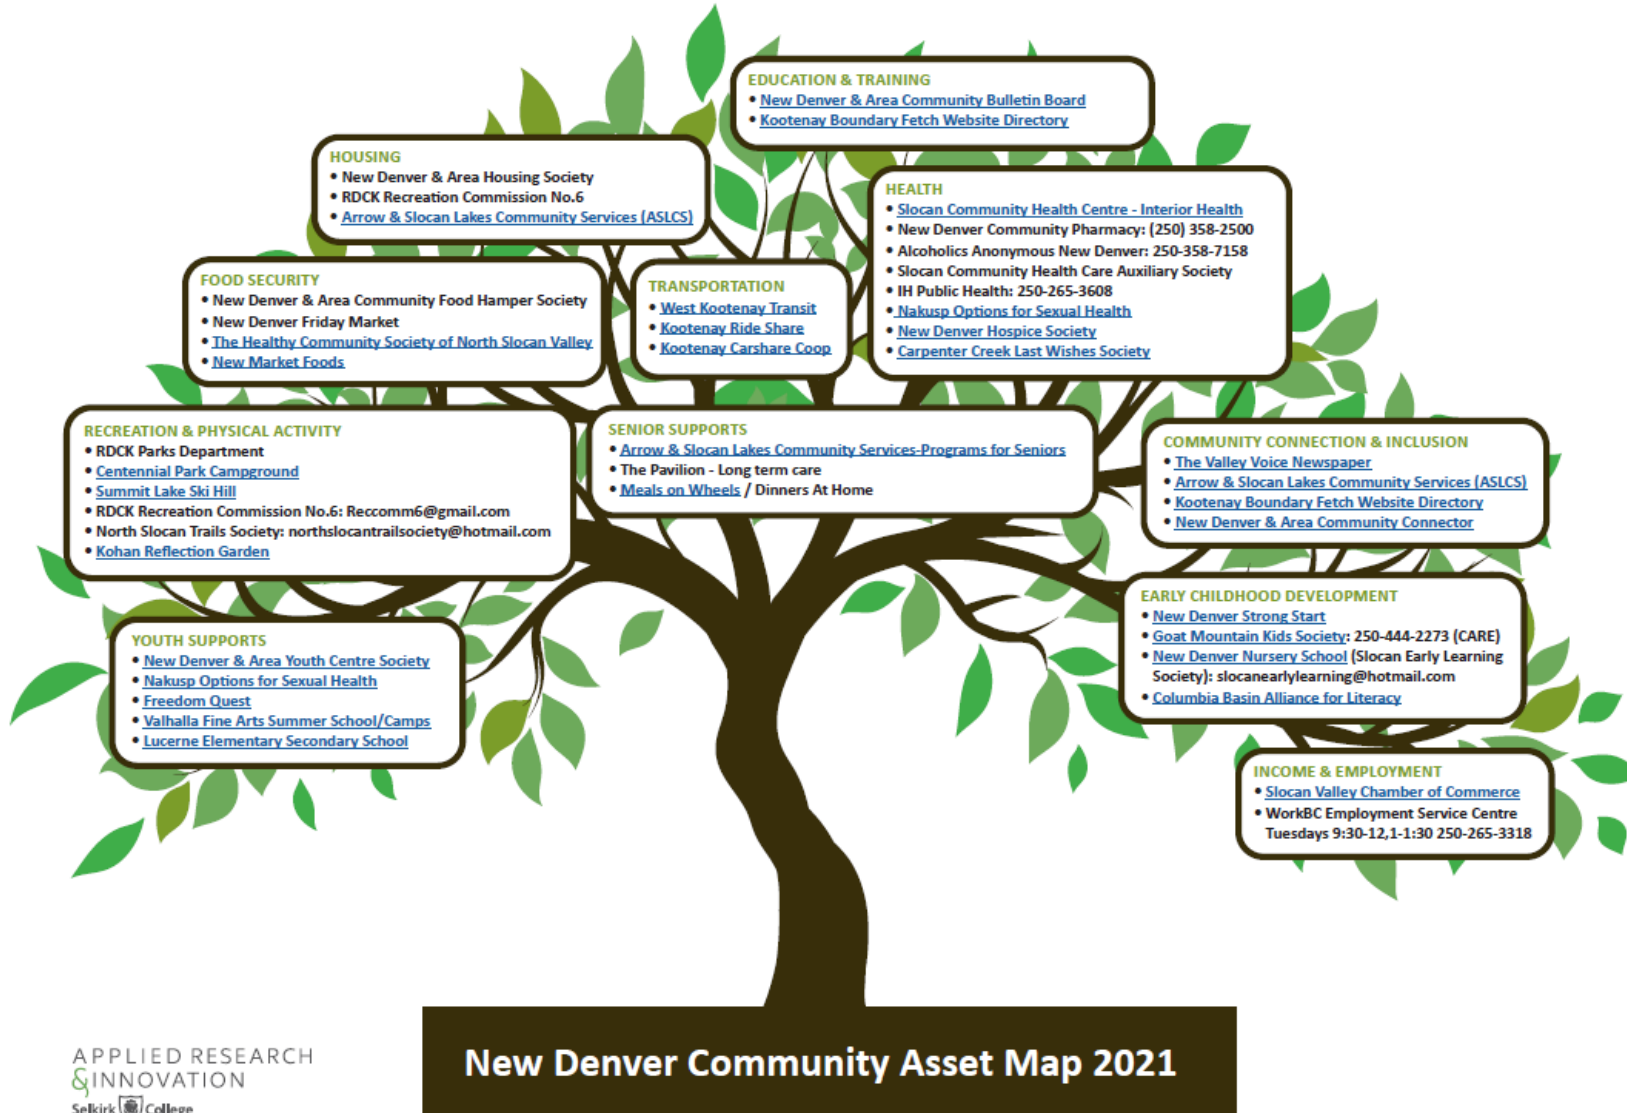 EDUCATION & TRAINING
• New Denver & Area Community Bulletin Board
• Kootenay Boundary Fetch Website Directory
HOUSING
• New Denver & Area Housing Society
• RDCK Recreation Commission No.6
• Arrow & Slocan Lakes Community Services (ASLCS)
HEALTH
• Slocan Community Health Centre - Interior Health
• New Denver Community Pharmacy: (250) 358-2500
• Alcoholics Anonymous New Denver: 250-358-7158
• Slocan Community Health Care Auxiliary Society
• IH Public Health: 250-265-3608
• Nakusp Options for Sexual Health
• New Denver Hospice Society
• Carpenter Creek Last Wishes Society
FOOD SECURITY
• New Denver & Area Community Food Hamper Society
• New Denver Friday Market
• The Healthy Community Society of North Slocan Valley
• New Market Foods
TRANSPORTATION
• West Kootenay Transit
• Kootenay Ride Share
• Kootenay Carshare Coop
RECREATION & PHYSICAL ACTIVITY
• RDCK Parks Department
• Centennial Park Campground
• Summit Lake Ski Hill
• RDCK Recreation Commission No.6: Reccomm6@gmail.com
• North Slocan Trails Society: northslocantrailsociety@hotmail.com
• Kohan Reflection Garden
SENIOR SUPPORTS
• Arrow & Slocan Lakes Community Services-Programs for Seniors
• The Pavilion - Long term care
• Meals on Wheels / Dinners At Home
COMMUNITY CONNECTION & INCLUSION
• The Valley Voice Newspaper
• Arrow & Slocan Lakes Community Services (ASLCS)
• Kootenay Boundary Fetch Website Directory
• New Denver & Area Community Connector
EARLY CHILDHOOD DEVELOPMENT
• New Denver Strong Start
• Goat Mountain Kids Society: 250-444-2273 (CARE)
• New Denver Nursery School (Slocan Early Learning
Society): slocanearlylearning@hotmail.com
• Columbia Basin Alliance for Literacy
YOUTH SUPPORTS
• New Denver & Area Youth Centre Society
• Nakusp Options for Sexual Health
• Freedom Quest
• Valhalla Fine Arts Summer School/Camps
• Lucerne Elementary Secondary School
INCOME & EMPLOYMENT
• Slocan Valley Chamber of Commerce
• WorkBC Employment Service Centre
Tuesdays 9:30-12,1-1:30 250-265-3318
New Denver Community Asset Map 2021
APPLIED RESEARCH
&INNOVATION
Selkirk College